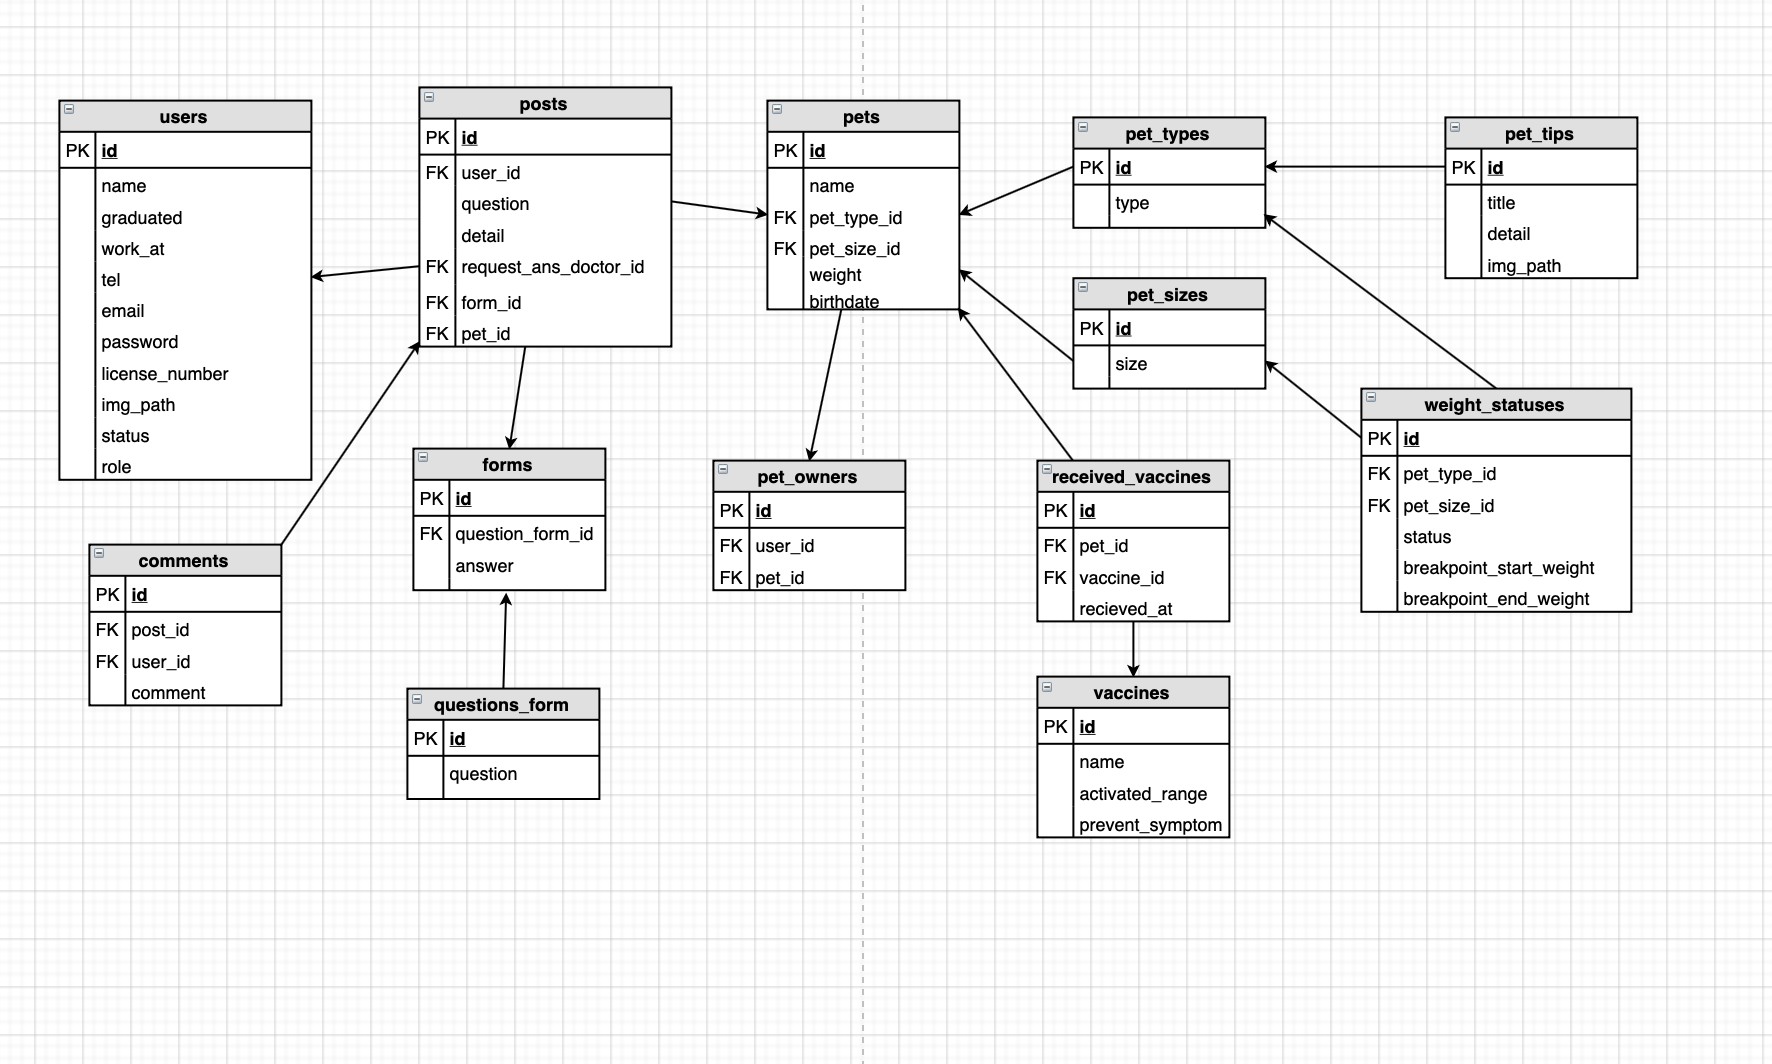 users
PK id
name
graduated
work_at
tel
email
password
license_number
img_path
status
role
posts
PK id
FK user_id
question
detail
FK request_ans_doctor_id
FK form_id
FK pet_id
pets
PK id
name
FK pet_type_id
FK pet_size_id
weight
birthdate
pet_types
PK id
type
pet_tips
PK id
title
detail
img_path
pet_sizes
PK id
size
weight_statuses
PK id
FK pet_type_id
FK pet_size_id
status
breakpoint_start_weight
breakpoint_end_weight
comments
PK id
FK post_id
FK user_id
comment
forms
PK id
FK question_form_id
answer
pet_owners
PK id
FK user_id
FK pet_id
received_vaccines
PK id
FK pet_id
FK vaccine_id
recieved_at
questions_form
PK id
question
vaccines
PK id
name
activated_range
prevent_symptom